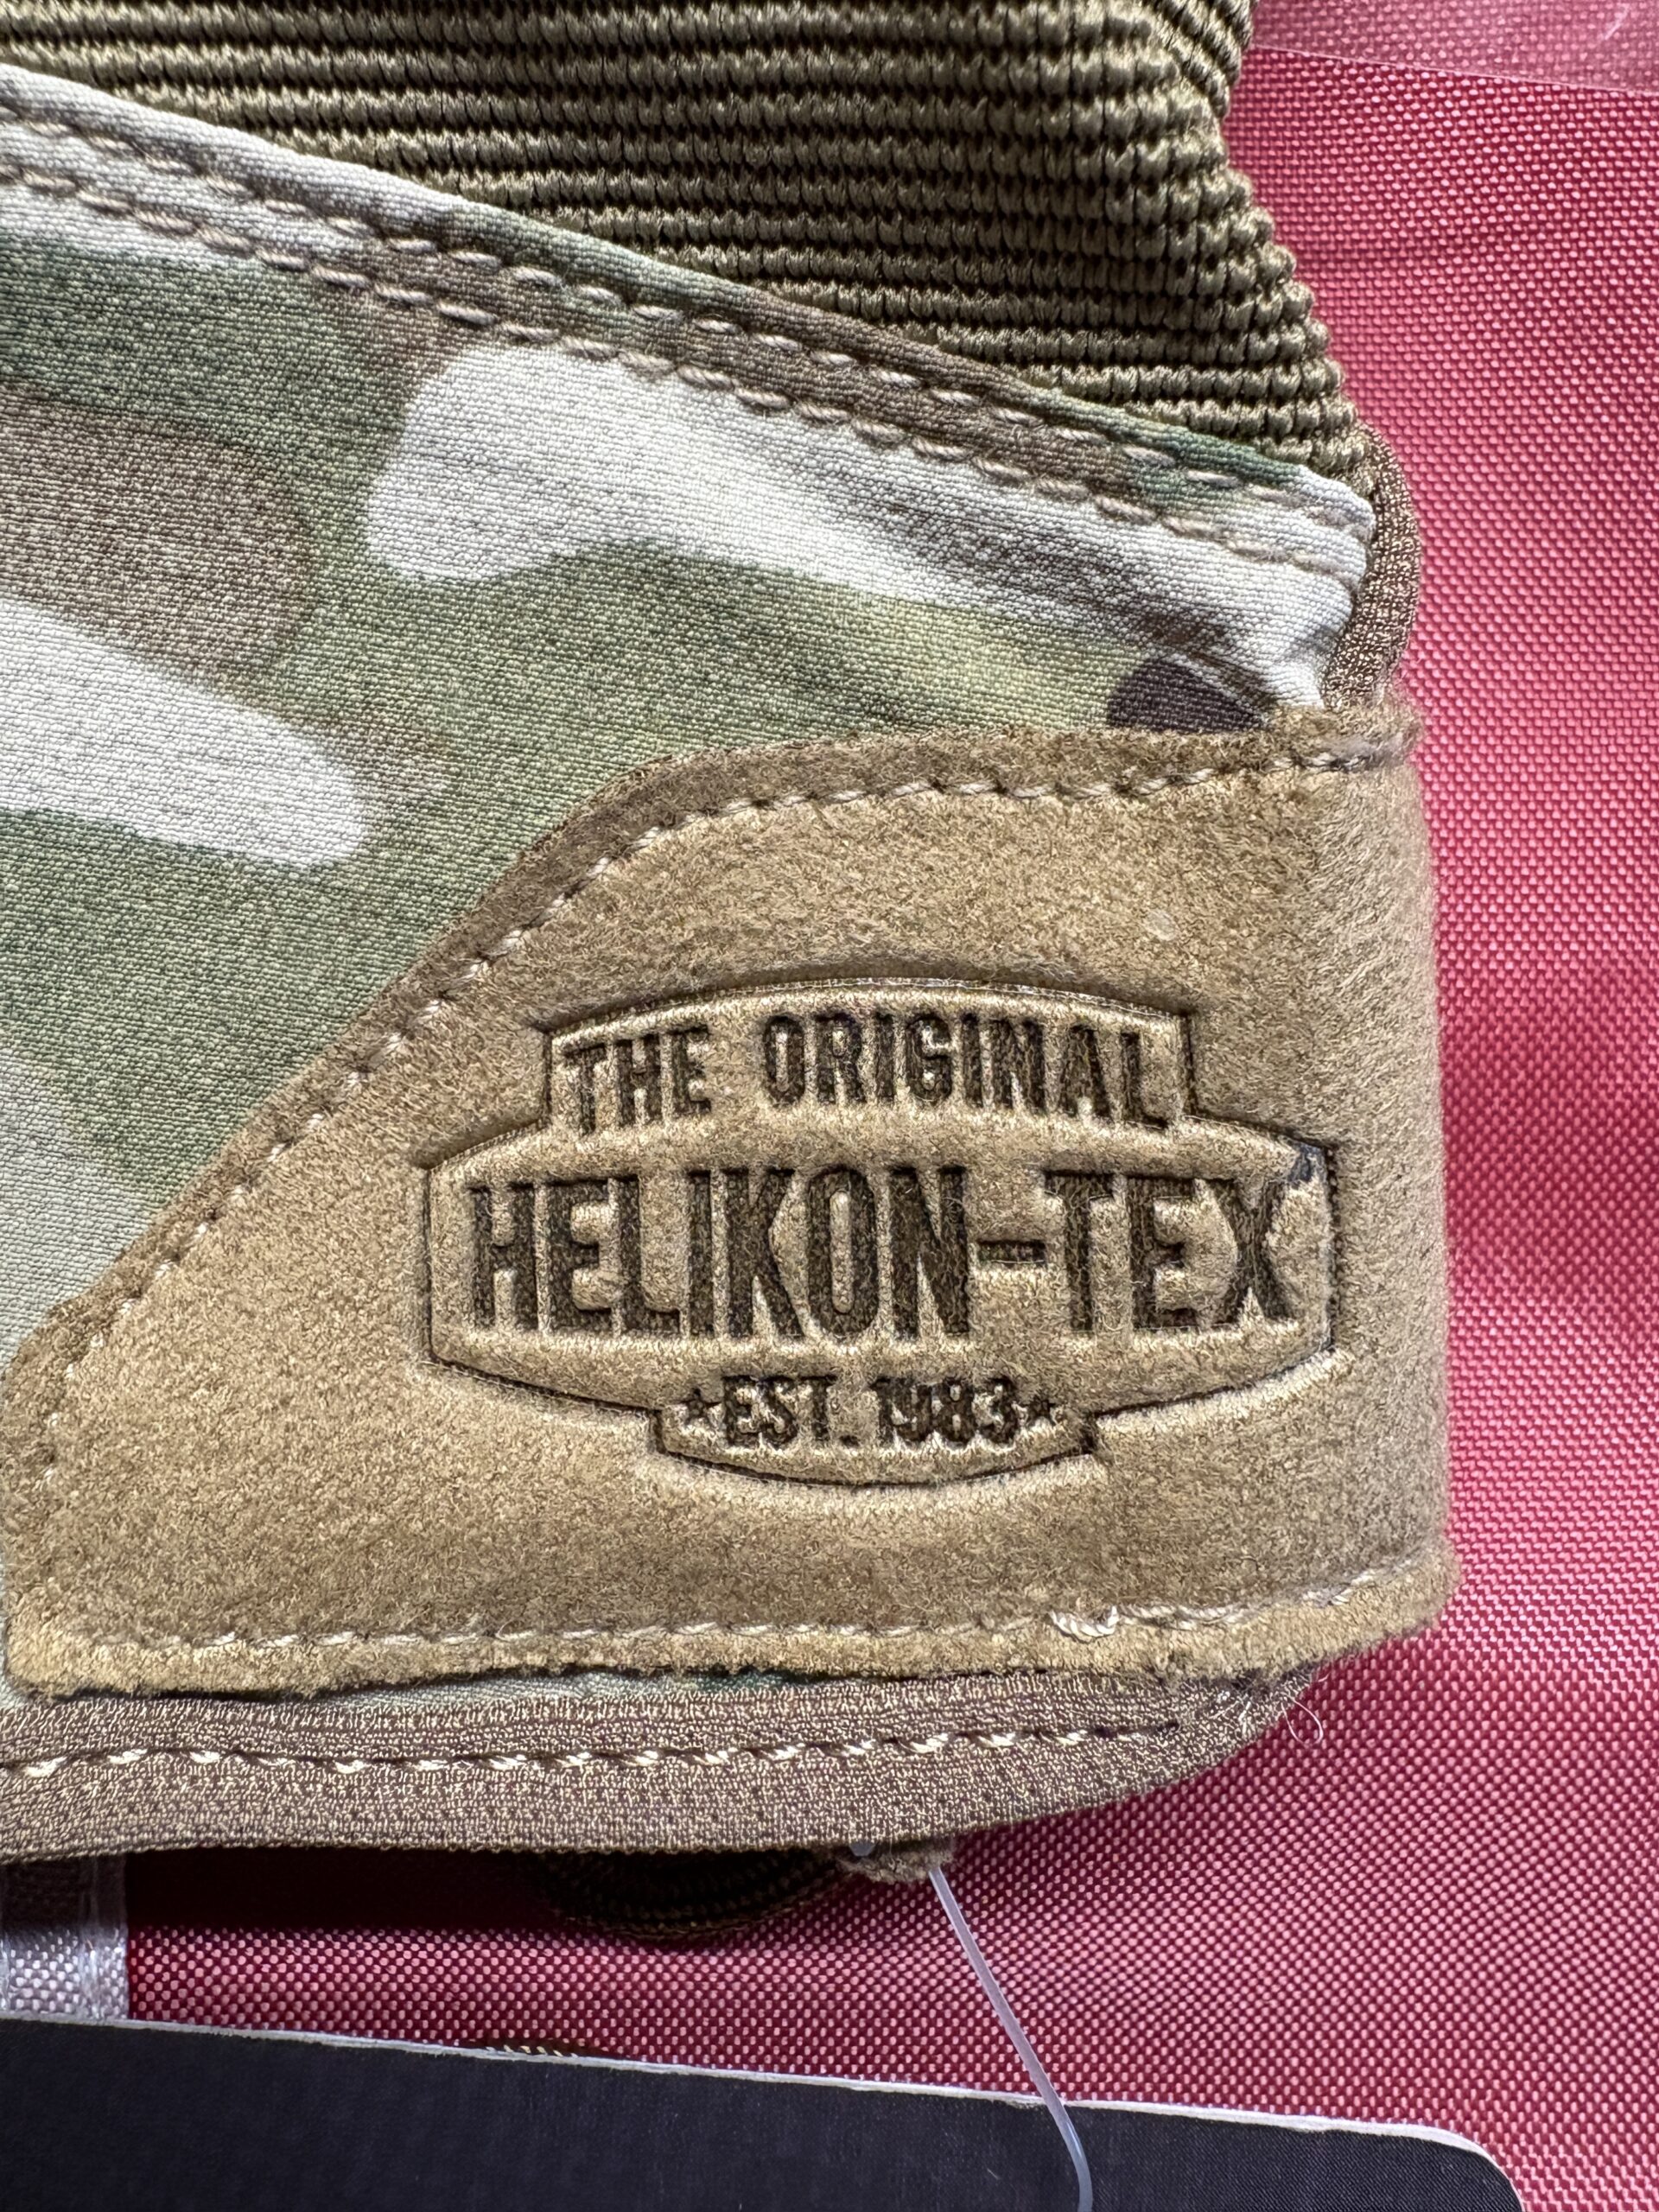 THE ORIGINAL
HELIKON-TEX
★EST. 1983★